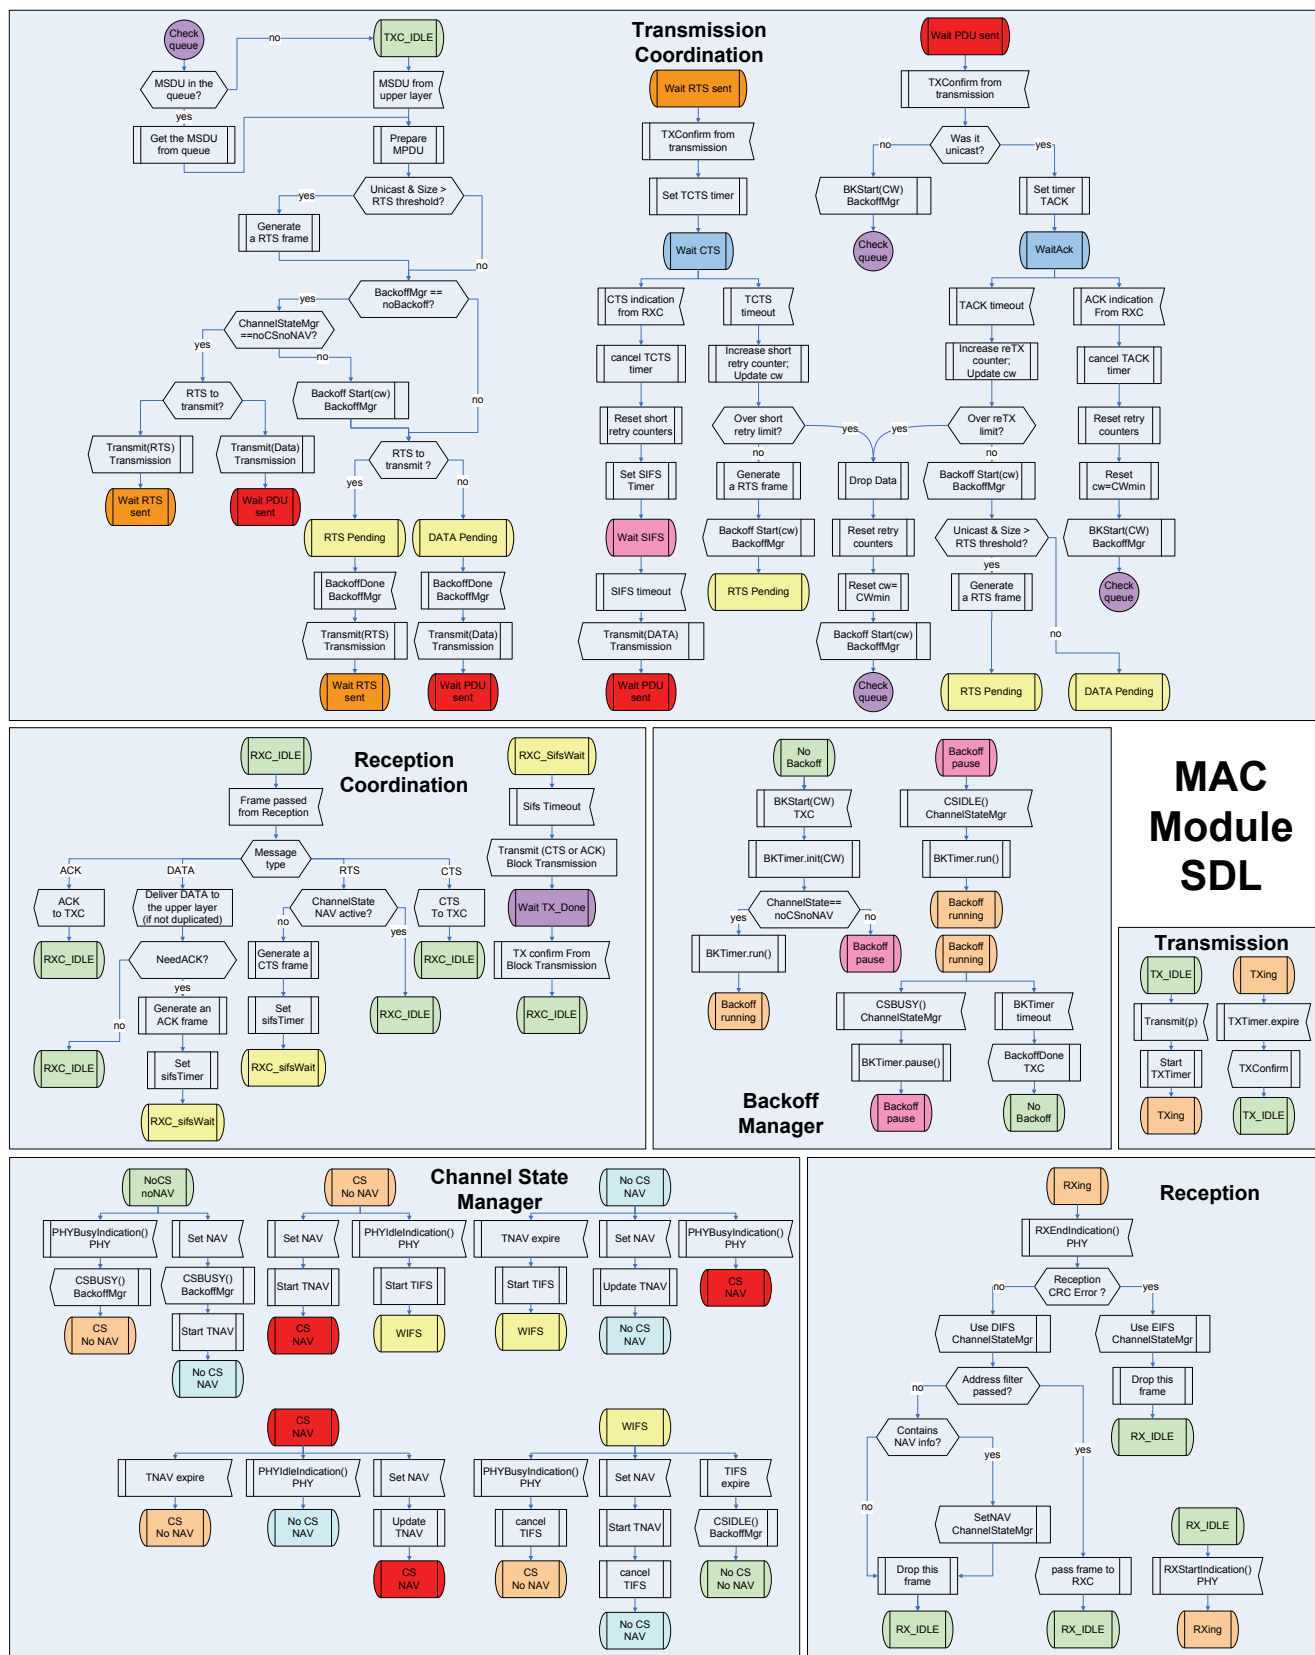 Transmission
Coordination
Check
queue
no
TXC_IDLE
MSDU in the
queue?
yes
MSDU from
upper layer
Get the MSDU
from queue
Prepare
MPDU
Unicast & Size >
RTS threshold?
yes
Generate
a RTS frame
no
BackoffMgr ==
noBackoff?
yes
ChannelStateMgr
==noCSnoNAV?
yes
no
no
RTS to
transmit?
Backoff Start(cw)
BackoffMgr
Transmit(RTS)
Transmission
Transmit(Data)
Transmission
Wait RTS
sent
Wait PDU
sent
RTS to
transmit ?
yes
no
RTS Pending
DATA Pending
BackoffDone
BackoffMgr
BackoffDone
BackoffMgr
Transmit(RTS)
Transmission
Transmit(Data)
Transmission
Wait RTS
sent
Wait PDU
sent
Wait RTS sent
TXConfirm from
transmission
Set TCTS timer
Wait CTS
CTS indication
from RXC
TCTS
timeout
cancel TCTS
timer
Increase short
retry counter;
Update cw
Reset short
retry counters
Over short
retry limit?
yes
no
Set SIFS
Timer
Generate
a RTS frame
Wait SIFS
Backoff Start(cw)
BackoffMgr
SIFS timeout
RTS Pending
Transmit(DATA)
Transmission
Wait PDU
sent
Wait PDU sent
TXConfirm from
transmission
Was it
unicast?
no
yes
BKStart(CW)
BackoffMgr
Set timer
TACK
Check
queue
WaitAck
TACK timeout
ACK indication
From RXC
Increase reTX
counter;
Update cw
cancel TACK
timer
Over reTX
limit?
yes
no
Reset retry
counters
Drop Data
Backoff Start(cw)
BackoffMgr
Reset
cw=CWmin
Reset retry
counters
Unicast & Size >
RTS threshold?
BKStart(CW)
BackoffMgr
yes
Reset cw=
CWmin
Generate
a RTS frame
Check
queue
no
Backoff Start(cw)
BackoffMgr
Check
queue
RTS Pending
DATA Pending
Reception
Coordination
RXC_IDLE
Frame passed
from Reception
Message
type
ACK
DATA
RTS
CTS
ACK
to TXC
Deliver DATA to
the upper layer
(if not duplicated)
ChannelState
NAV active?
CTS
To TXC
RXC_IDLE
NeedACK?
no
yes
Generate a
CTS frame
RXC_IDLE
yes
no
Generate an
ACK frame
Set
sifsTimer
RXC_IDLE
RXC_IDLE
Set
sifsTimer
RXC_sifsWait
RXC_sifsWait
RXC_SifsWait
Sifs Timeout
Transmit (CTS or ACK)
Block Transmission
Wait TX_Done
TX confirm From
Block Transmission
RXC_IDLE
No
Backoff
BKStart(CW)
TXC
BKTimer.init(CW)
ChannelState==
noCSnoNAV
yes
no
BKTimer.run()
Backoff
pause
Backoff
running
Backoff
pause
CSIDLE()
ChannelStateMgr
BKTimer.run()
Backoff
running
Backoff
running
CSBUSY()
ChannelStateMgr
BKTimer
timeout
BKTimer.pause()
BackoffDone
TXC
Backoff
pause
No
Backoff
Backoff
Manager
MAC
Module
SDL
Transmission
TX_IDLE
TXing
Transmit(p)
TXTimer.expire
Start
TXTimer
TXConfirm
TXing
TX_IDLE
Channel State
Manager
NoCS
noNAV
PHYBusyIndication()
PHY
Set NAV
CSBUSY()
BackoffMgr
CSBUSY()
BackoffMgr
CS
No NAV
Start TNAV
No CS
NAV
CS
No NAV
Set NAV
PHYIdleIndication()
PHY
Start TNAV
Start TIFS
CS
NAV
WIFS
No CS
NAV
TNAV expire
Set NAV
PHYBusyIndication()
PHY
Start TIFS
Update TNAV
CS
NAV
WIFS
No CS
NAV
CS
NAV
TNAV expire
PHYIdleIndication()
PHY
Set NAV
CS
No NAV
No CS
NAV
Update
TNAV
CS
NAV
WIFS
PHYBusyIndication()
PHY
Set NAV
TIFS
expire
cancel
TIFS
Start TNAV
CSIDLE()
BackoffMgr
CS
No NAV
cancel
TIFS
No CS
No NAV
No CS
NAV
Reception
RXing
RXEndIndication()
PHY
Reception
CRC Error ?
no
yes
Use DIFS
ChannelStateMgr
Use EIFS
ChannelStateMgr
Address filter
passed?
Drop this
frame
no
RX_IDLE
Contains
NAV info?
yes
yes
no
SetNAV
ChannelStateMgr
Drop this
frame
pass frame to
RXC
RX_IDLE
RX_IDLE
RX_IDLE
RXStartIndication()
PHY
RXing